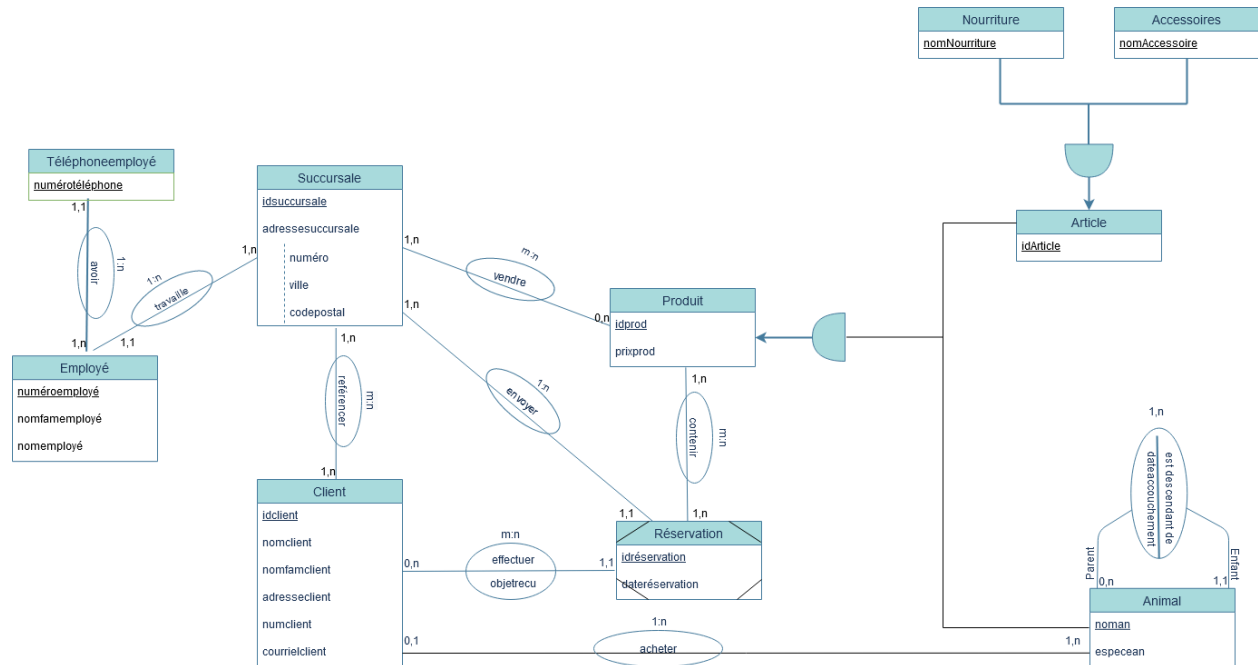 Nourriture
nomNourriture
Accessoires
nomAccessoire
Téléphoneemployé
numérotéléphone
1,1
avoir
1:n
1,n
Employé
numéroemployé
nomfamemployé
nomemployé
1:n
travaille
1,n
1,1
Succursale
idsuccursale
adressesuccursale
numéro
ville
codepostal
1,n
m:n
vendre
0,n
1,n
1:n
envoyer
1,1
1,n
référencer
m:n
1,n
Produit
idprod
prixprod
1,n
contenir
m:n
1,n
Article
idArticle
Client
idclient
nomclient
nomfamclient
adresseclient
numclient
courrielclient
m:n
0,n
effectuer
objetrecu
1,1
Réservation
idréservation
dateréservation
1,n
est descendant de
dateaccouchement
Parent
Enfant
0,n
1,1
Animal
noman
especean
1:n
0,1
acheter
1,n